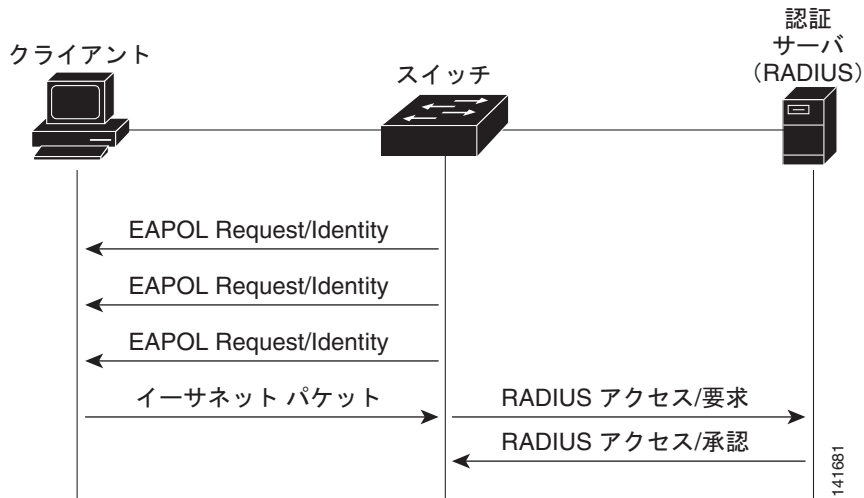 クライアント
スイッチ
認証
サーバ
（RADIUS）
EAPOL Request/Identity
EAPOL Request/Identity
EAPOL Request/Identity
イーサネット パケット
RADIUS アクセス/要求
RADIUS アクセス/承認
141681